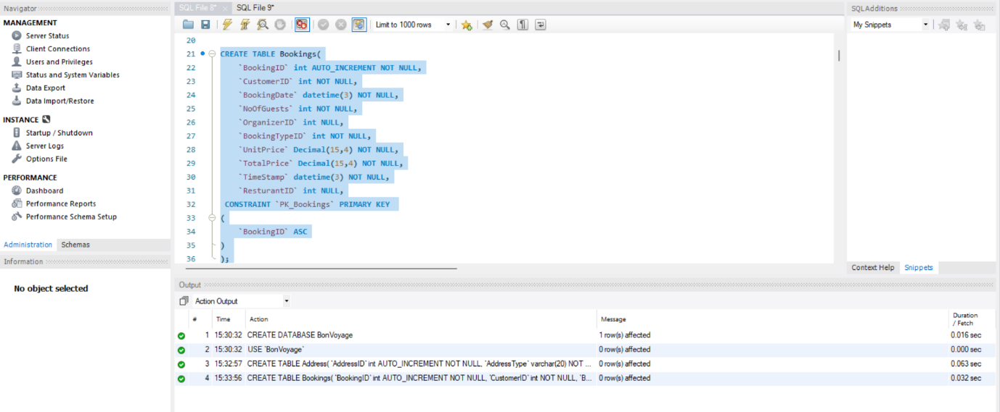 Navigator
MANAGEMENT
Server Status
Client Connections
Users and Privileges
Status and System Variables
Data Export
Data Import/Restore
INSTANCE
Startup / Shutdown
Server Logs
Options File
PERFORMANCE
Dashboard
Performance Reports
Performance Schema Setup
Administration Schemas
Information
No object selected
SQL File 8* SQL File 9*
Limit to 1000 rows
20
21 CREATE TABLE Bookings(
22 `BookingID` int AUTO_INCREMENT NOT NULL,
23 `CustomerID` int NOT NULL,
24 `BookingDate` datetime(3) NOT NULL,
25 `NoOfGuests` int NOT NULL,
26 `OrganizerID` int NULL,
27 `BookingTypeID` int NOT NULL,
28 `UnitPrice` Decimal(15,4) NOT NULL,
29 `TotalPrice` Decimal(15,4) NOT NULL,
30 `TimeStamp` datetime(3) NOT NULL,
31 `ResturantID` int NULL,
32 CONSTRAINT `PK_Bookings` PRIMARY KEY
33 (
34 `BookingID` ASC
35 )
36 );
SQLAdditions
My Snippets
Context Help Snippets
Output
Action Output
# Time Action Message Duration / Fetch
1 15:30:32 CREATE DATABASE BonVoyage 1 row(s) affected 0.016 sec
2 15:30:32 USE `BonVoyage` 0 row(s) affected 0.000 sec
3 15:32:57 CREATE TABLE Address( `AddressID` int AUTO_INCREMENT NOT NULL, `AddressType` varchar(20) NOT ... 0 row(s) affected 0.063 sec
4 15:33:56 CREATE TABLE Bookings( `BookingID` int AUTO_INCREMENT NOT NULL, `CustomerID` int NOT NULL, `B... 0 row(s) affected 0.032 sec